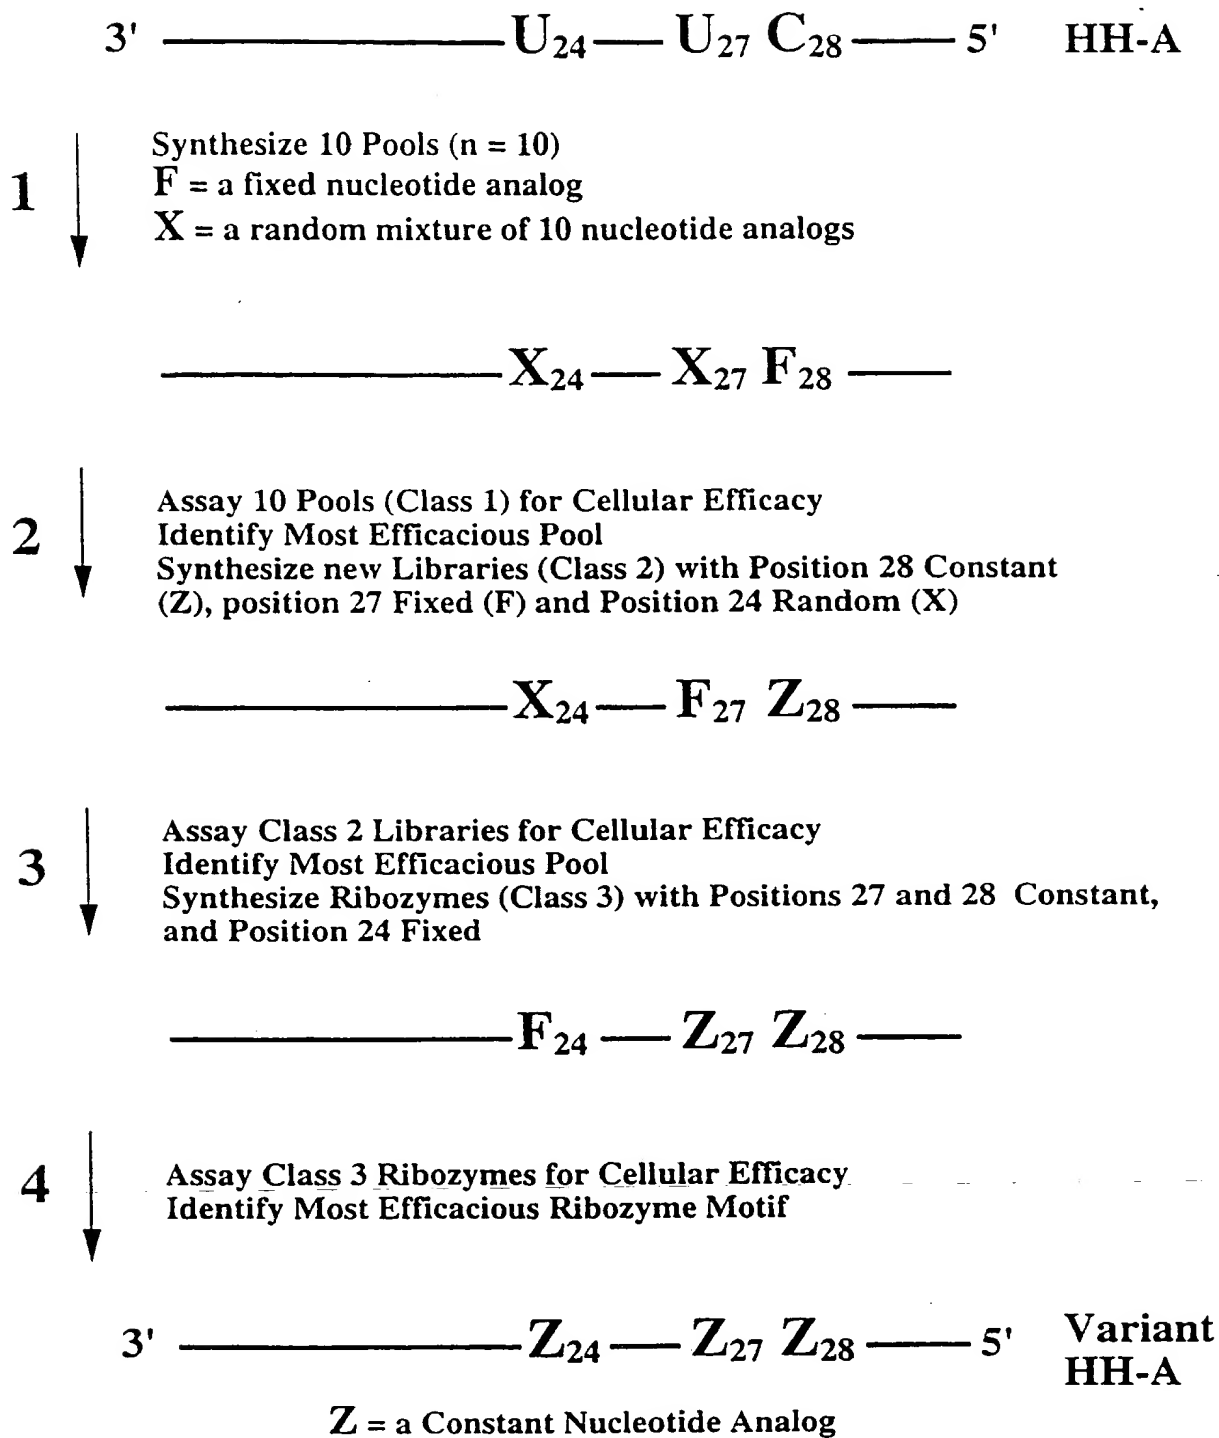 3' U24 U27 C28 5' HH-A
1
Synthesize 10 Pools (n = 10)
F = a fixed nucleotide analog
X = a random mixture of 10 nucleotide analogs
X24 X27 F28
2
Assay 10 Pools (Class 1) for Cellular Efficacy
Identify Most Efficacious Pool
Synthesize new Libraries (Class 2) with Position 28 Constant
(Z), position 27 Fixed (F) and Position 24 Random (X)
X24 F27 Z28
3
Assay Class 2 Libraries for Cellular Efficacy
Identify Most Efficacious Pool
Synthesize Ribozymes (Class 3) with Positions 27 and 28 Constant,
and Position 24 Fixed
F24 Z27 Z28
4
Assay Class 3 Ribozymes for Cellular Efficacy
Identify Most Efficacious Ribozyme Motif
3' Z24 Z27 Z28 5' Variant
HH-A
Z = a Constant Nucleotide Analog